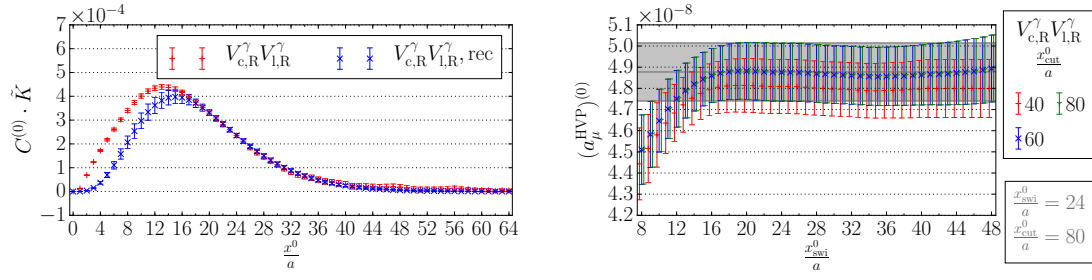 7 ·10⁻⁴
6
5
4
3
2
1
0
−1
C⁽⁰⁾ · K̃
V^γ_{c,R}V^γ_{l,R} V^γ_{c,R}V^γ_{l,R}, rec
0 4 8 12 16 20 24 28 32 36 40 44 48 52 56 60 64
x⁰/a
5.1 ·10⁻⁸
5.0
4.9
4.8
4.7
4.6
4.5
4.4
4.3
4.2
(a_μ^{HVP})^{(0)}
8 12 16 20 24 28 32 36 40 44 48
x⁰_{swi}/a
V^γ_{c,R}V^γ_{l,R}
x⁰_{cut}/a
40 80
60
x⁰_{swi}/a = 24
x⁰_{cut}/a = 80